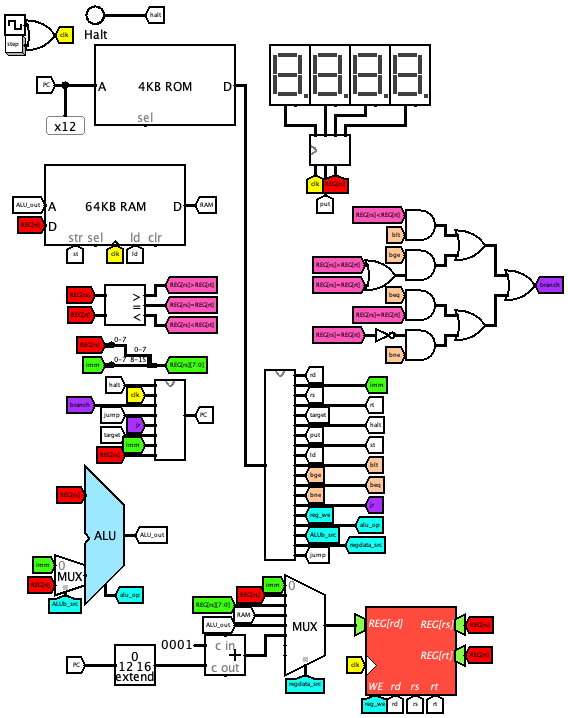 halt
step
clk
Halt
PC
A
4KB ROM
D
sel
x12
clk
REG[rs]
put
ALU_out
REG[rt]
A
D
64KB RAM
D
RAM
str sel
ld clr
st
clk
ld
REG[rs]<REG[rt]
blt
bge
REG[rs]>REG[rt]
REG[rs]=REG[rt]
beq
REG[rs]=REG[rt]
REG[rs]=REG[rt]
bne
branch
REG[rs]
REG[rt]
>
=
<
REG[rs]>REG[rt]
REG[rs]=REG[rt]
REG[rs]<REG[rt]
REG[rs]
imm
0-7
0-7
0-7
8-15
REG[rs][7:0]
halt
clk
branch
jump
jr
target
imm
REG[rs]
PC
rd
imm
rs
rt
target
halt
put
st
ld
blt
bge
beq
bne
jr
reg_we
alu_op
ALUb_src
regdata_src
jump
REG[rs]
ALU
ALU_out
imm
REG[rt]
0
MUX
ALUb_src
alu_op
imm
REG[rs]
REG[rs][7:0]
RAM
ALU_out
0
MUX
regdata_src
PC
0
12 16
extend
0001
c in
+
c out
REG[rd]
REG[rs]
REG[rs]
REG[rt]
REG[rt]
clk
WE rd rs rt
reg_we
rd
rs
rt